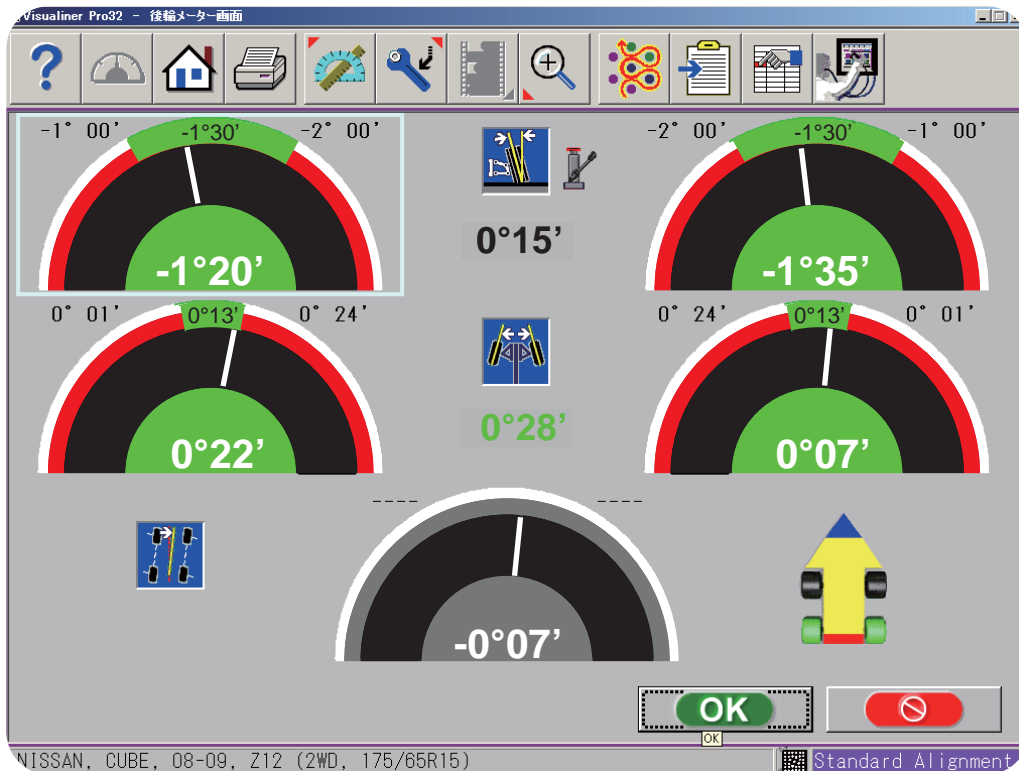 Visualiner Pro32 - 後輪メーター画面
-1° 00' -1°30' -2° 00'
-2° 00' -1°30' -1° 00'
0°15'
-1°20'
-1°35'
0° 01' 0°13' 0° 24'
0° 24' 0°13' 0° 01'
0°28'
0°22'
0°07'
---- ----
-0°07'
OK
OK
NISSAN, CUBE, 08-09, Z12 (2WD, 175/65R15)
Standard Alignment